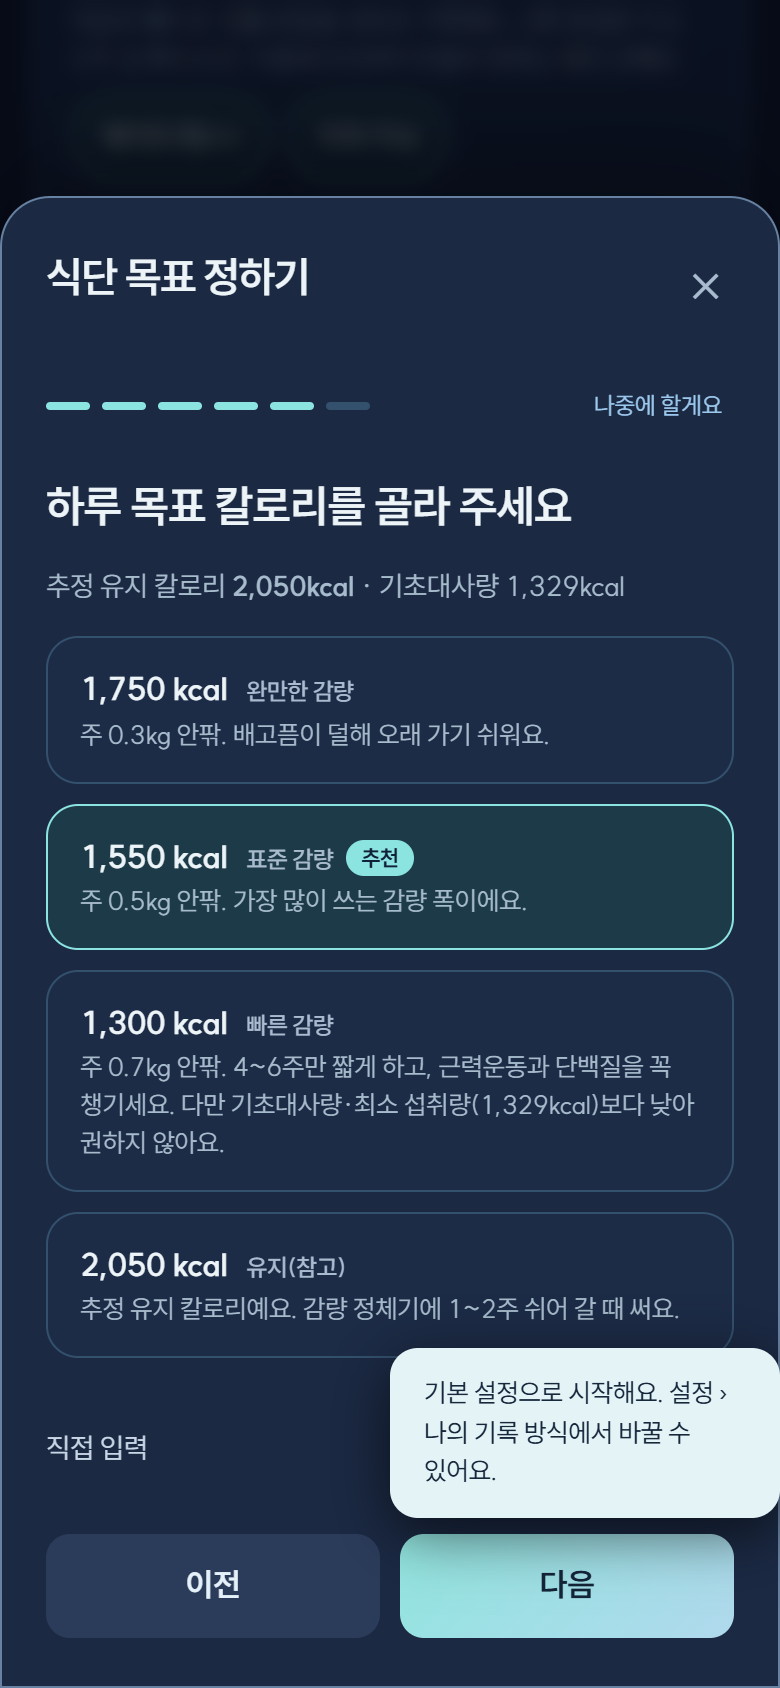 식단 목표 정하기
나중에 할게요
하루 목표 칼로리를 골라 주세요
추정 유지 칼로리 2,050kcal · 기초대사량 1,329kcal
1,750 kcal 완만한 감량
주 0.3kg 안팎. 배고픔이 덜해 오래 가기 쉬워요.
1,550 kcal 표준 감량 추천
주 0.5kg 안팎. 가장 많이 쓰는 감량 폭이에요.
1,300 kcal 빠른 감량
주 0.7kg 안팎. 4~6주만 짧게 하고, 근력운동과 단백질을 꼭
챙기세요. 다만 기초대사량·최소 섭취량(1,329kcal)보다 낮아
권하지 않아요.
2,050 kcal 유지(참고)
추정 유지 칼로리예요. 감량 정체기에 1~2주 쉬어 갈 때 써요.
기본 설정으로 시작해요. 설정 ›
나의 기록 방식에서 바꿀 수
있어요.
직접 입력
이전
다음